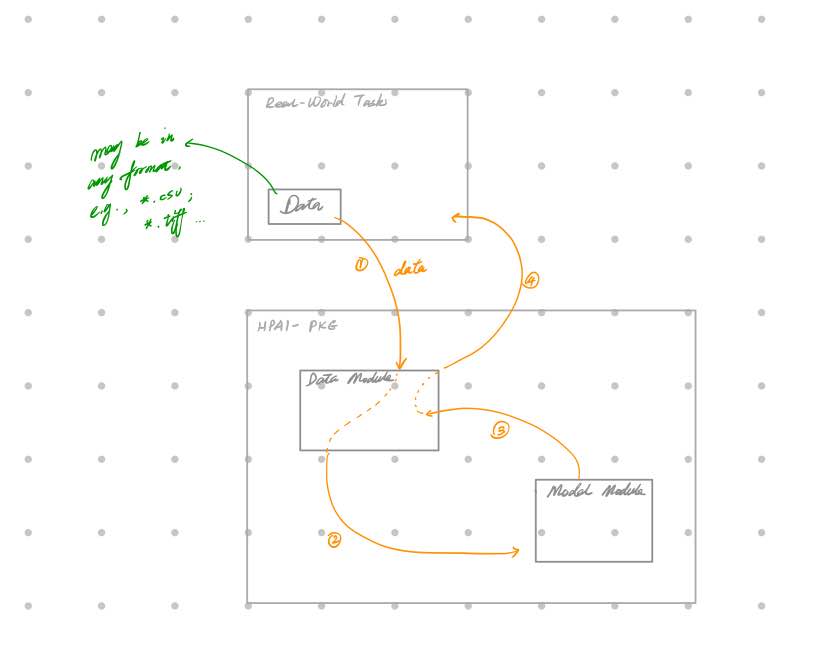 Real-World Task
may be in
any format,
e.g., *.csv;
*.tiff ...
Data
①
data
④
HPAI-PKG
Data Module
③
Model Module
②